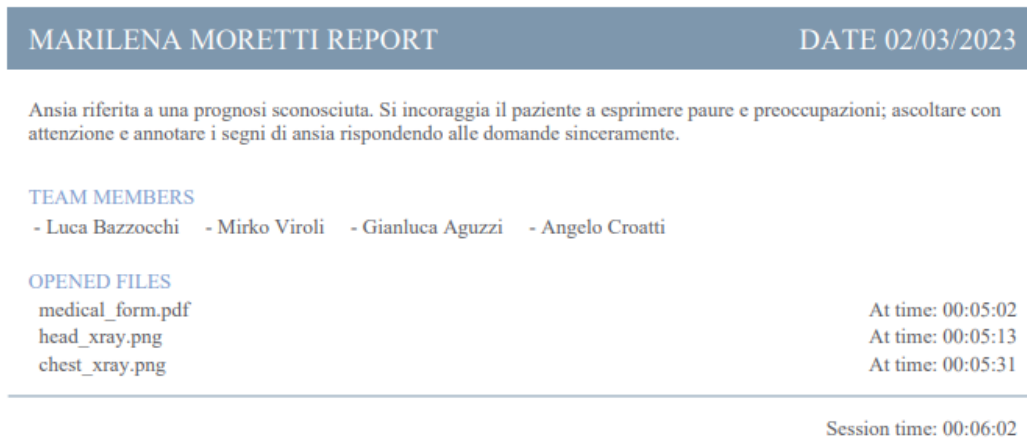 MARILENA MORETTI REPORT DATE 02/03/2023
Ansia riferita a una prognosi sconosciuta. Si incoraggia il paziente a esprimere paure e preoccupazioni; ascoltare con
attenzione e annotare i segni di ansia rispondendo alle domande sinceramente.
TEAM MEMBERS
- Luca Bazzocchi - Mirko Viroli - Gianluca Aguzzi - Angelo Croatti
OPENED FILES
medical_form.pdf At time: 00:05:02
head_xray.png At time: 00:05:13
chest_xray.png At time: 00:05:31
Session time: 00:06:02